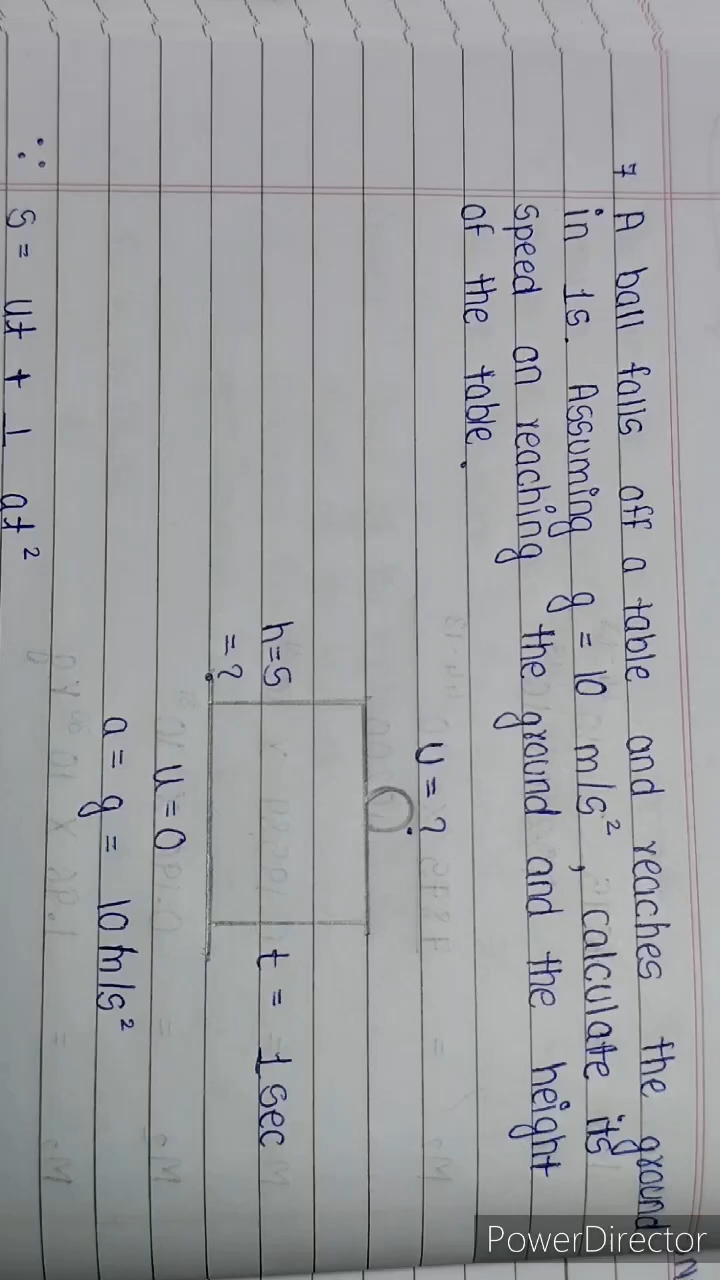 7 A ball falls off a table and reaches the ground
in 1s. Assuming g = 10 m/s², calculate its
speed on reaching the ground and the height
of the table.
u = ?
h=s
= ?
t = 1 sec
u = 0
a = g = 10 m/s²
∵ s = ut + 1 at²
PowerDirector